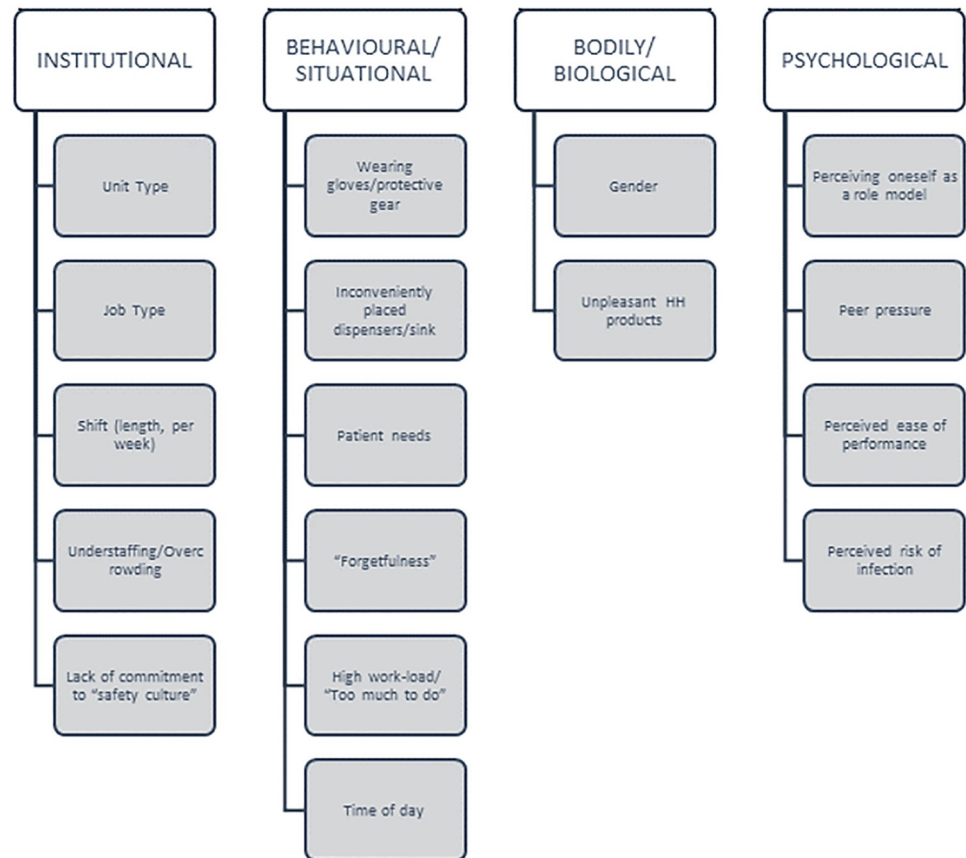 INSTITUTIONAL
Unit Type
Job Type
Shift (length, per
week)
Understaffing/Overc
rowding
Lack of commitment
to “safety culture”
BEHAVIOURAL/
SITUATIONAL
Wearing
gloves/protective
gear
Inconveniently
placed
dispensers/sink
Patient needs
“Forgetfulness”
High work-load/
“Too much to do”
Time of day
BODILY/
BIOLOGICAL
Gender
Unpleasant HH
products
PSYCHOLOGICAL
Perceiving oneself as
a role model
Peer pressure
Perceived ease of
performance
Perceived risk of
infection